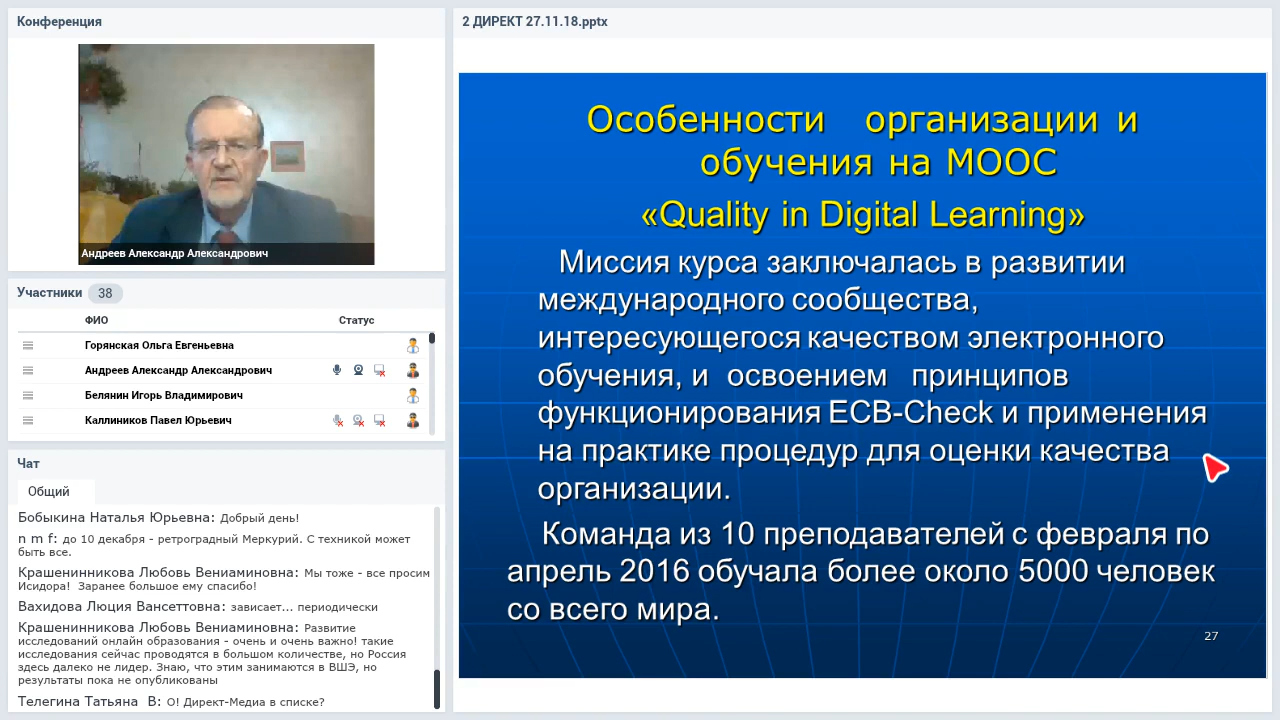 Конференция
Андреев Александр Александрович
Участники 38
ФИО Статус
Горянская Ольга Евгеньевна
Андреев Александр Александрович
Белянин Игорь Владимирович
Каллиников Павел Юрьевич
Чат
Общий
Бобыкина Наталья Юрьевна: Добрый день!
n m f: до 10 декабря - ретроградный Меркурий. С техникой может
быть все.
Крашенинникова Любовь Вениаминовна: Мы тоже - все просим
Исидора! Заранее большое ему спасибо!
Вахидова Люция Вансеттовна: зависает... периодически
Крашенинникова Любовь Вениаминовна: Развитие
исследований онлайн образования - очень и очень важно! такие
исследования сейчас проводятся в большом количестве, но Россия
здесь далеко не лидер. Знаю, что этим занимаются в ВШЭ, но
результаты пока не опубликованы
Телегина Татьяна В: О! Директ-Медиа в списке?
2 ДИРЕКТ 27.11.18.pptx
Особенности организации и
обучения на МООС
«Quality in Digital Learning»
Миссия курса заключалась в развитии
международного сообщества,
интересующегося качеством электронного
обучения, и освоением принципов
функционирования ECB-Check и применения
на практике процедур для оценки качества
организации.
Команда из 10 преподавателей с февраля по
апрель 2016 обучала более около 5000 человек
со всего мира.
27